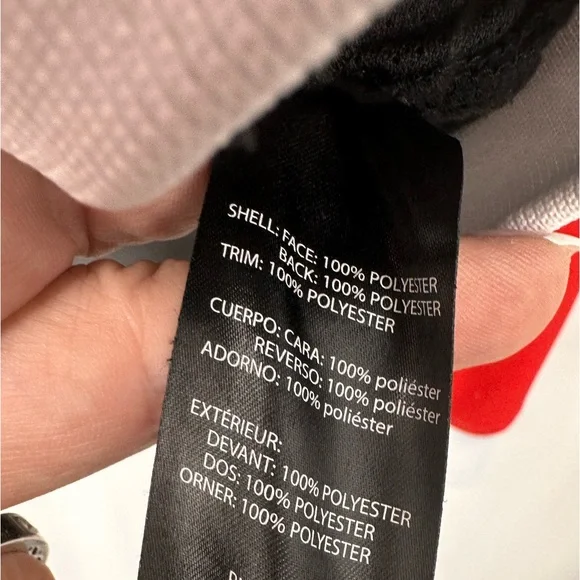 SHELL: FACE: 100% POLYESTER
BACK: 100% POLYESTER
TRIM: 100% POLYESTER
CUERPO: CARA: 100% poliéster
REVERSO: 100% poliéster
ADORNO: 100% poliéster
EXTÉRIEUR:
DEVANT: 100% POLYESTER
DOS: 100% POLYESTER
ORNER: 100% POLYESTER